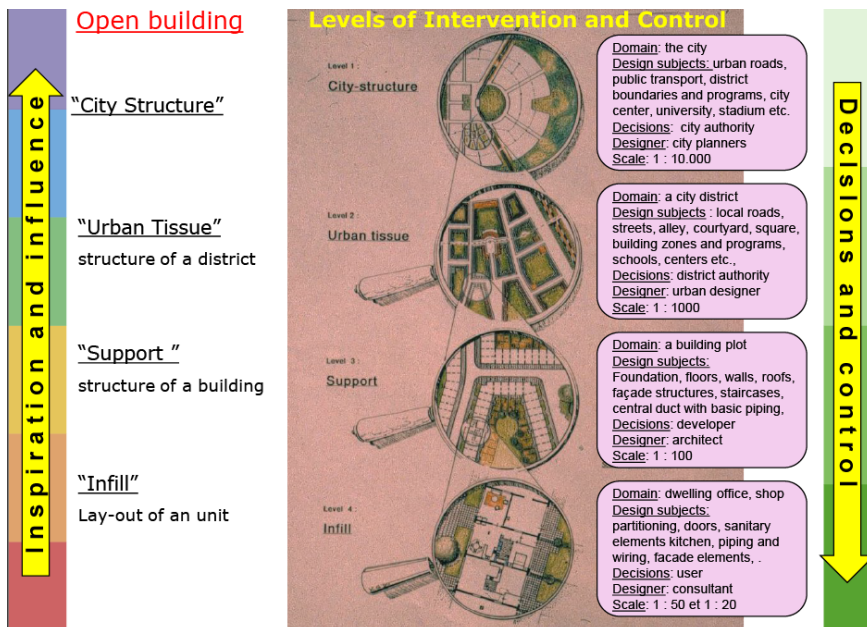 Open building
Levels of Intervention and Control
Inspiration and influence
"City Structure"
"Urban Tissue"
structure of a district
"Support "
structure of a building
"Infill"
Lay-out of an unit
Level 1 :
City-structure
Level 2
Urban tissue
Level 3 :
Support
Level 4 :
Infill
Domain: the city
Design subjects: urban roads,
public transport, district
boundaries and programs, city
center, university, stadium etc.
Decisions:  city authority
Designer: city planners
Scale: 1 : 10.000
Domain: a city district
Design subjects : local roads,
streets, alley, courtyard, square,
building zones and programs,
schools, centers etc.,
Decisions: district authority
Designer: urban designer
Scale: 1 : 1000
Domain: a building plot
Design subjects:
Foundation, floors, walls, roofs,
façade structures, staircases,
central duct with basic piping,
Decisions: developer
Designer: architect
Scale: 1 : 100
Domain: dwelling office, shop
Design subjects:
partitioning, doors, sanitary
elements kitchen, piping and
wiring, facade elements, .
Decisions: user
Designer: consultant
Scale: 1 : 50 et 1 : 20
Decisions and control